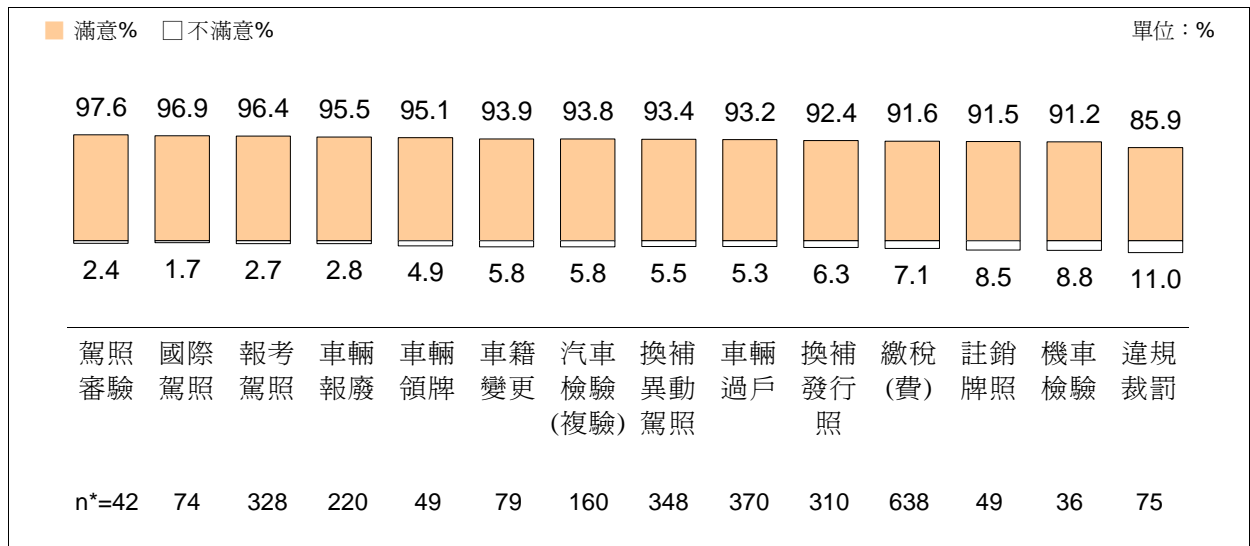 滿意% 不滿意% 單位：%
97.6 96.9 96.4 95.5 95.1 93.9 93.8 93.4 93.2 92.4 91.6 91.5 91.2 85.9
2.4 1.7 2.7 2.8 4.9 5.8 5.8 5.5 5.3 6.3 7.1 8.5 8.8 11.0
駕照 國際 報考 車輛 車輛 車籍 汽車 換補 車輛 換補 繳稅 註銷 機車 違規
審驗 駕照 駕照 報廢 領牌 變更 檢驗 異動 過戶 發行 (費) 牌照 檢驗 裁罰
(複驗) 駕照 照
n*=42 74 328 220 49 79 160 348 370 310 638 49 36 75